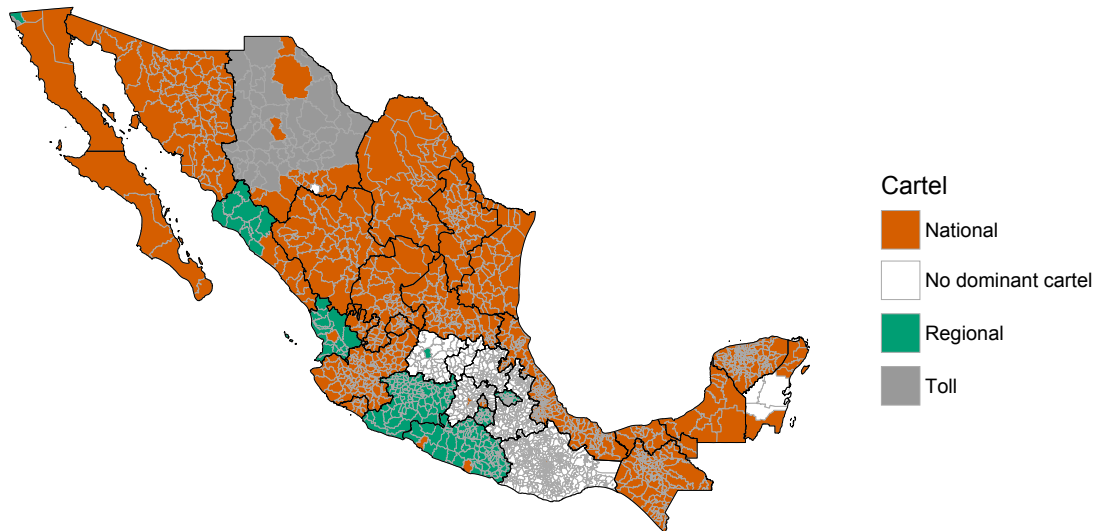 Cartel
National
No dominant cartel
Regional
Toll